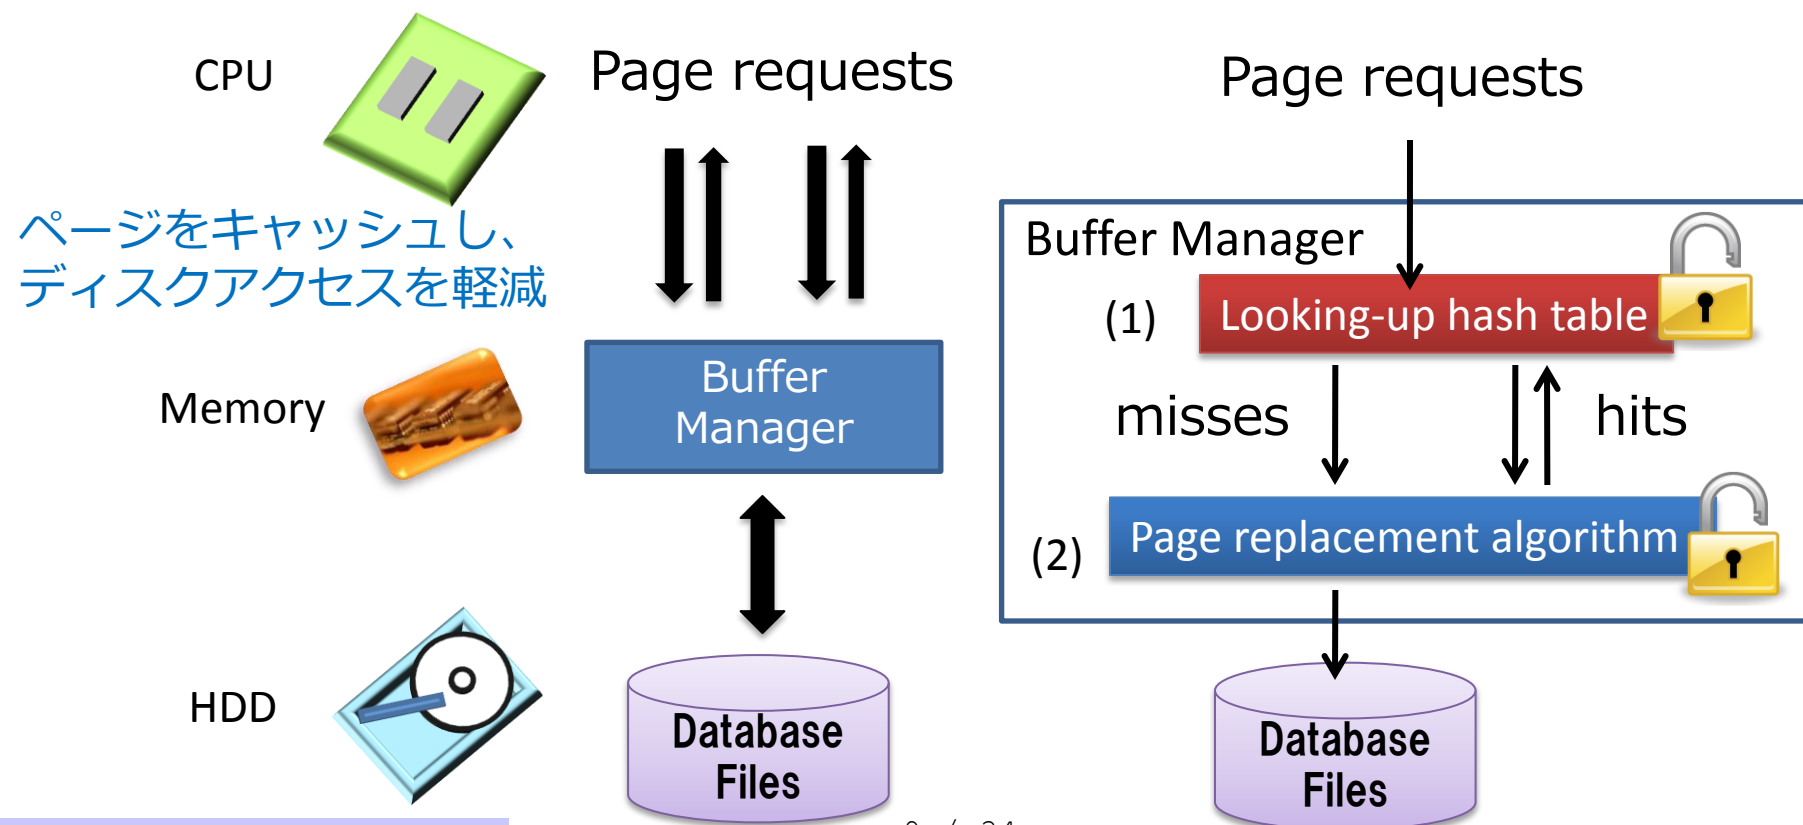 CPU
Page requests
ページをキャッシュし、
ディスクアクセスを軽減
Memory
Buffer
Manager
HDD
Database
Files
Page requests
Buffer Manager
(1)
Looking-up hash table
misses
hits
(2)
Page replacement algorithm
Database
Files